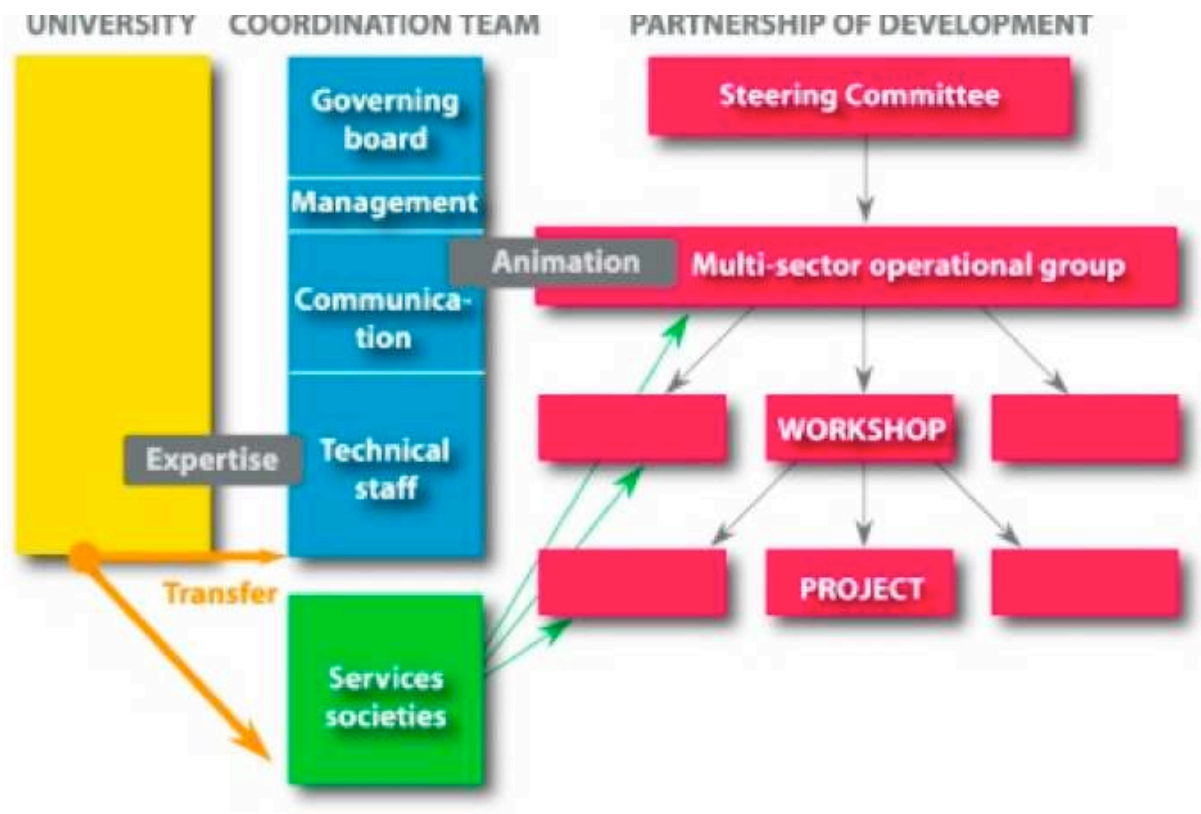 UNIVERSITY
COORDINATION TEAM
PARTNERSHIP OF DEVELOPMENT
Governing
board
Management
Communica-
tion
Technical
staff
Expertise
Animation
Transfer
Services
societies
Steering Committee
Multi-sector operational group
WORKSHOP
PROJECT